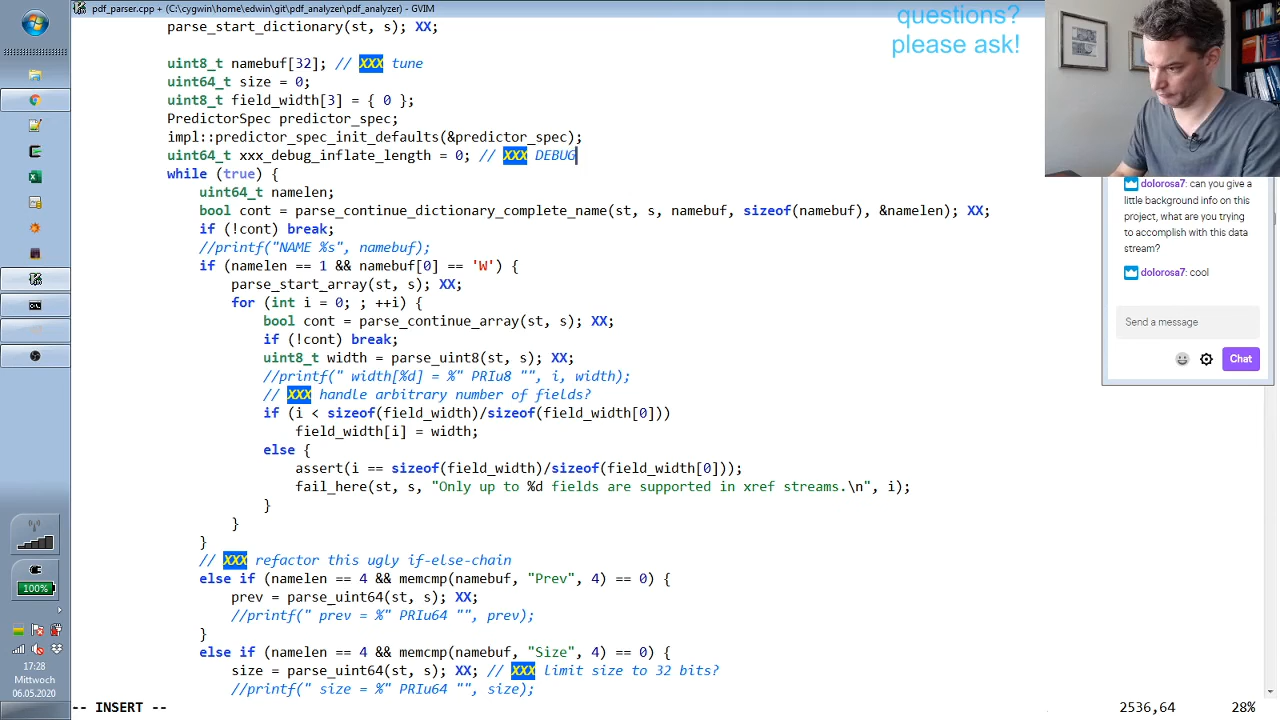 pdf_parser.cpp + (C:\cygwin\home\edwin\git\pdf_analyzer\pdf_analyzer) - GVIM
parse_start_dictionary(st, s); XX;
uint8_t namebuf[32]; // XXX tune
uint64_t size = 0;
uint8_t field_width[3] = { 0 };
PredictorSpec predictor_spec;
impl::predictor_spec_init_defaults(&predictor_spec);
uint64_t xxx_debug_inflate_length = 0; // XXX DEBUG
while (true) {
uint64_t namelen;
bool cont = parse_continue_dictionary_complete_name(st, s, namebuf, sizeof(namebuf), &namelen); XX;
if (!cont) break;
//printf("NAME %s", namebuf);
if (namelen == 1 && namebuf[0] == 'W') {
parse_start_array(st, s); XX;
for (int i = 0; ; ++i) {
bool cont = parse_continue_array(st, s); XX;
if (!cont) break;
uint8_t width = parse_uint8(st, s); XX;
//printf(" width[%d] = %" PRIu8 "", i, width);
// XXX handle arbitrary number of fields?
if (i < sizeof(field_width)/sizeof(field_width[0]))
field_width[i] = width;
else {
assert(i == sizeof(field_width)/sizeof(field_width[0]));
fail_here(st, s, "Only up to %d fields are supported in xref streams.\n", i);
}
}
}
// XXX refactor this ugly if-else-chain
else if (namelen == 4 && memcmp(namebuf, "Prev", 4) == 0) {
prev = parse_uint64(st, s); XX;
//printf(" prev = %" PRIu64 "", prev);
}
else if (namelen == 4 && memcmp(namebuf, "Size", 4) == 0) {
size = parse_uint64(st, s); XX; // XXX limit size to 32 bits?
//printf(" size = %" PRIu64 "", size);
-- INSERT --
2536,64
28%
questions?
please ask!
dolorosa7: can you give a
little background info on this
project, what are you trying
to accomplish with this data
stream?
dolorosa7: cool
Send a message
Chat
100%
17:28
Mittwoch
06.05.2020